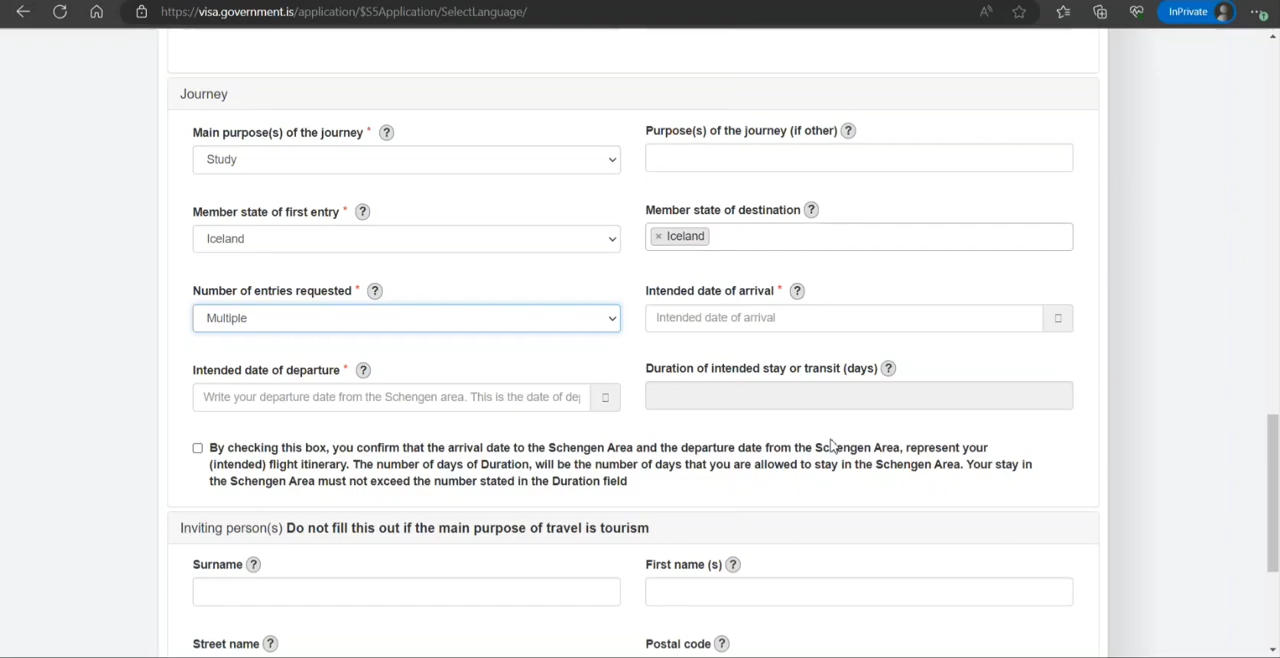 https://visa.government.is/application/$S5Application/SelectLanguage/
InPrivate
Journey
Main purpose(s) of the journey * ?
Purpose(s) of the journey (if other) ?
Study
Member state of first entry * ?
Member state of destination ?
Iceland
× Iceland
Number of entries requested * ?
Intended date of arrival * ?
Multiple
Intended date of arrival
Intended date of departure * ?
Duration of intended stay or transit (days) ?
Write your departure date from the Schengen area. This is the date of de
By checking this box, you confirm that the arrival date to the Schengen Area and the departure date from the Schengen Area, represent your
(intended) flight itinerary. The number of days of Duration, will be the number of days that you are allowed to stay in the Schengen Area. Your stay in
the Schengen Area must not exceed the number stated in the Duration field
Inviting person(s) Do not fill this out if the main purpose of travel is tourism
Surname ?
First name (s) ?
Street name ?
Postal code ?